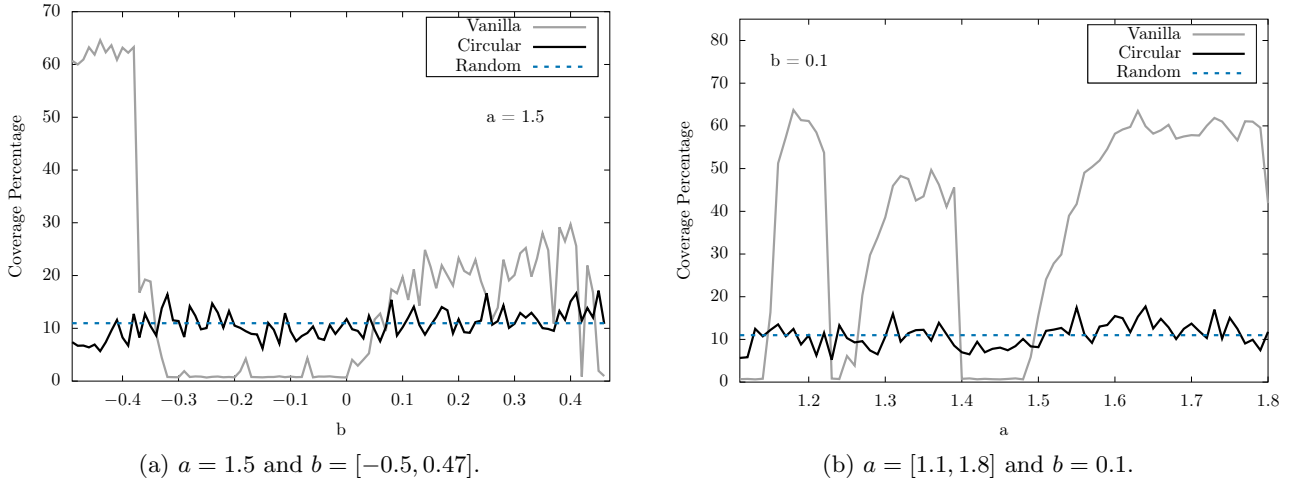 70
60
50
40
30
20
10
0
Coverage Percentage
Vanilla
Circular
Random
a = 1.5
−0.4 −0.3 −0.2 −0.1 0 0.1 0.2 0.3 0.4
b
(a) a = 1.5 and b = [−0.5, 0.47].
80
70
60
50
40
30
20
10
0
Coverage Percentage
Vanilla
Circular
Random
b = 0.1
1.2 1.3 1.4 1.5 1.6 1.7 1.8
a
(b) a = [1.1, 1.8] and b = 0.1.